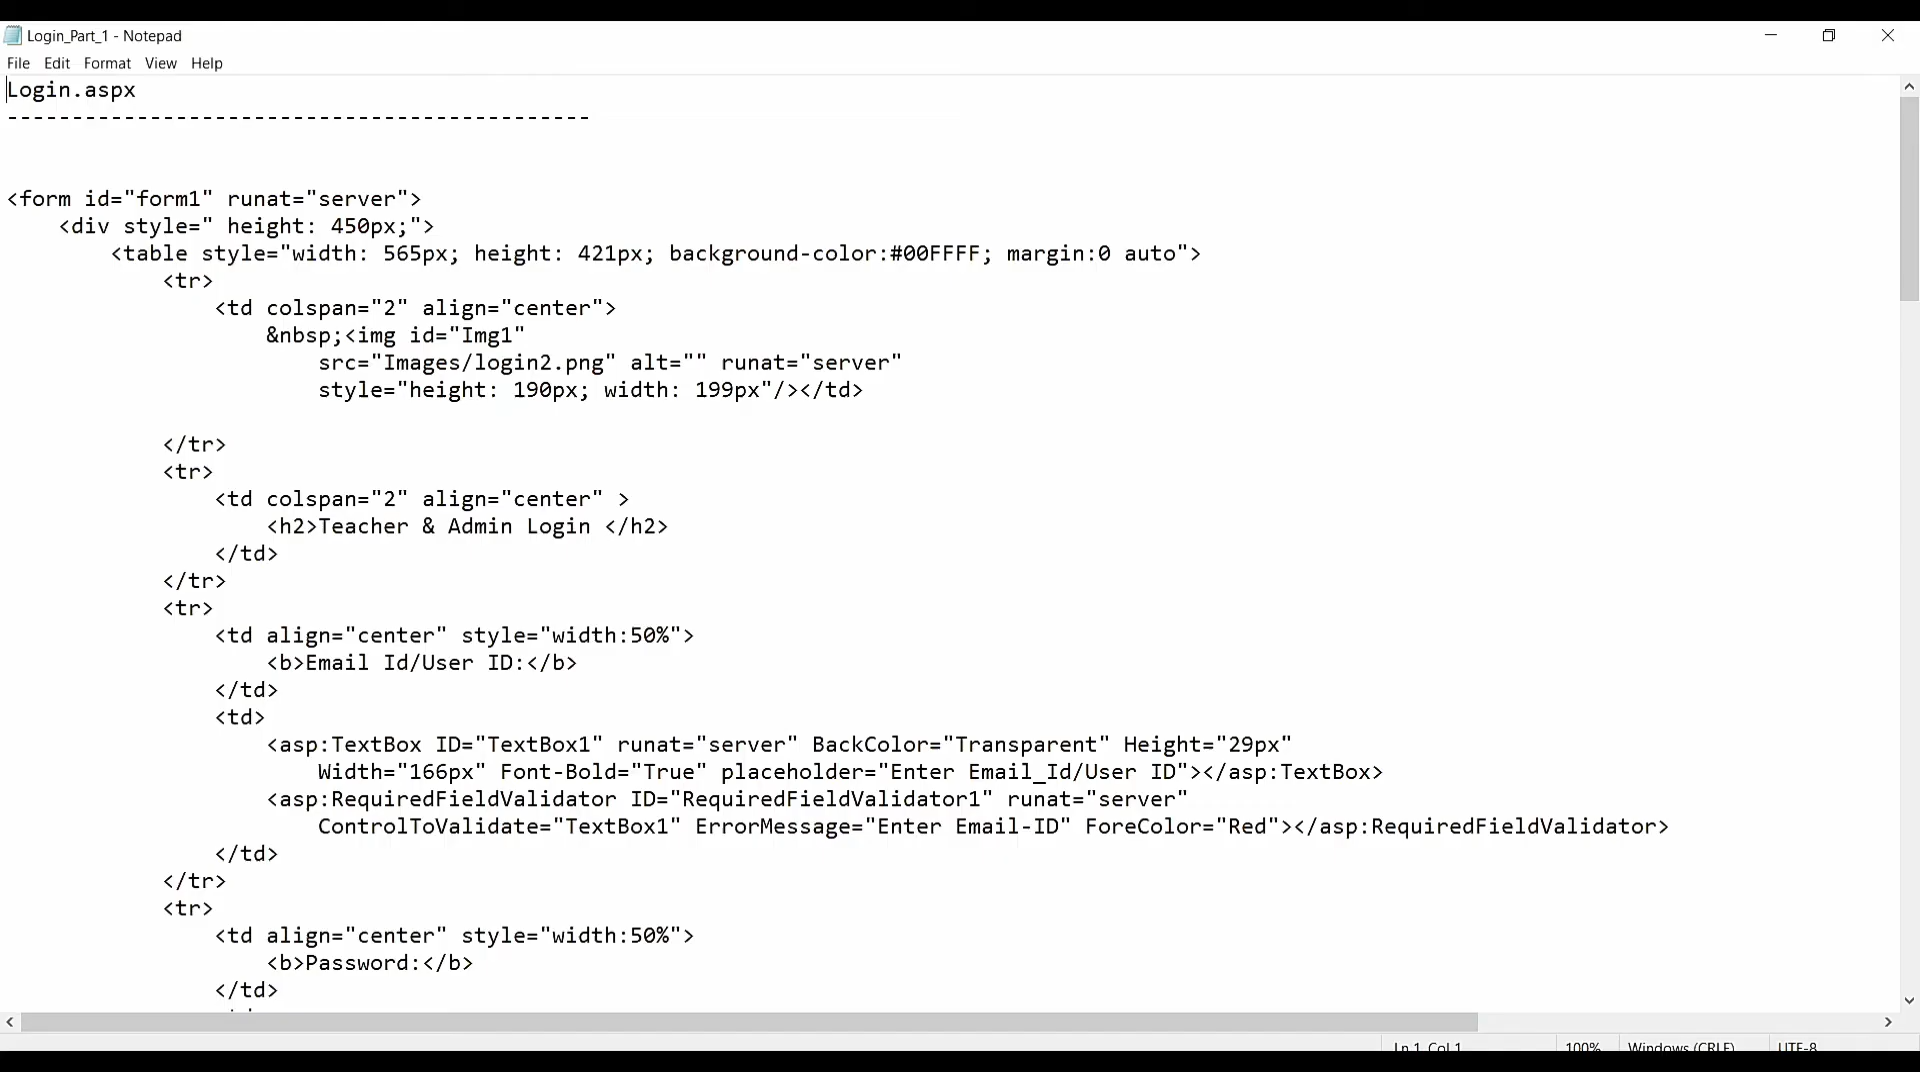 Login_Part_1 - Notepad
File Edit Format View Help
Login.aspx
---------------------------------------------
<form id="form1" runat="server">
    <div style=" height: 450px;">
        <table style="width: 565px; height: 421px; background-color:#00FFFF; margin:0 auto">
            <tr>
                <td colspan="2" align="center">
                    &nbsp;<img id="Img1"
                        src="Images/login2.png" alt="" runat="server"
                        style="height: 190px; width: 199px"/></td>
            </tr>
            <tr>
                <td colspan="2" align="center" >
                    <h2>Teacher & Admin Login </h2>
                </td>
            </tr>
            <tr>
                <td align="center" style="width:50%">
                    <b>Email Id/User ID:</b>
                </td>
                <td>
                    <asp:TextBox ID="TextBox1" runat="server" BackColor="Transparent" Height="29px"
                        Width="166px" Font-Bold="True" placeholder="Enter Email_Id/User ID"></asp:TextBox>
                    <asp:RequiredFieldValidator ID="RequiredFieldValidator1" runat="server"
                        ControlToValidate="TextBox1" ErrorMessage="Enter Email-ID" ForeColor="Red"></asp:RequiredFieldValidator>
                </td>
            </tr>
            <tr>
                <td align="center" style="width:50%">
                    <b>Password:</b>
                </td>
Ln 1, Col 1 100% Windows (CRLF) UTF-8